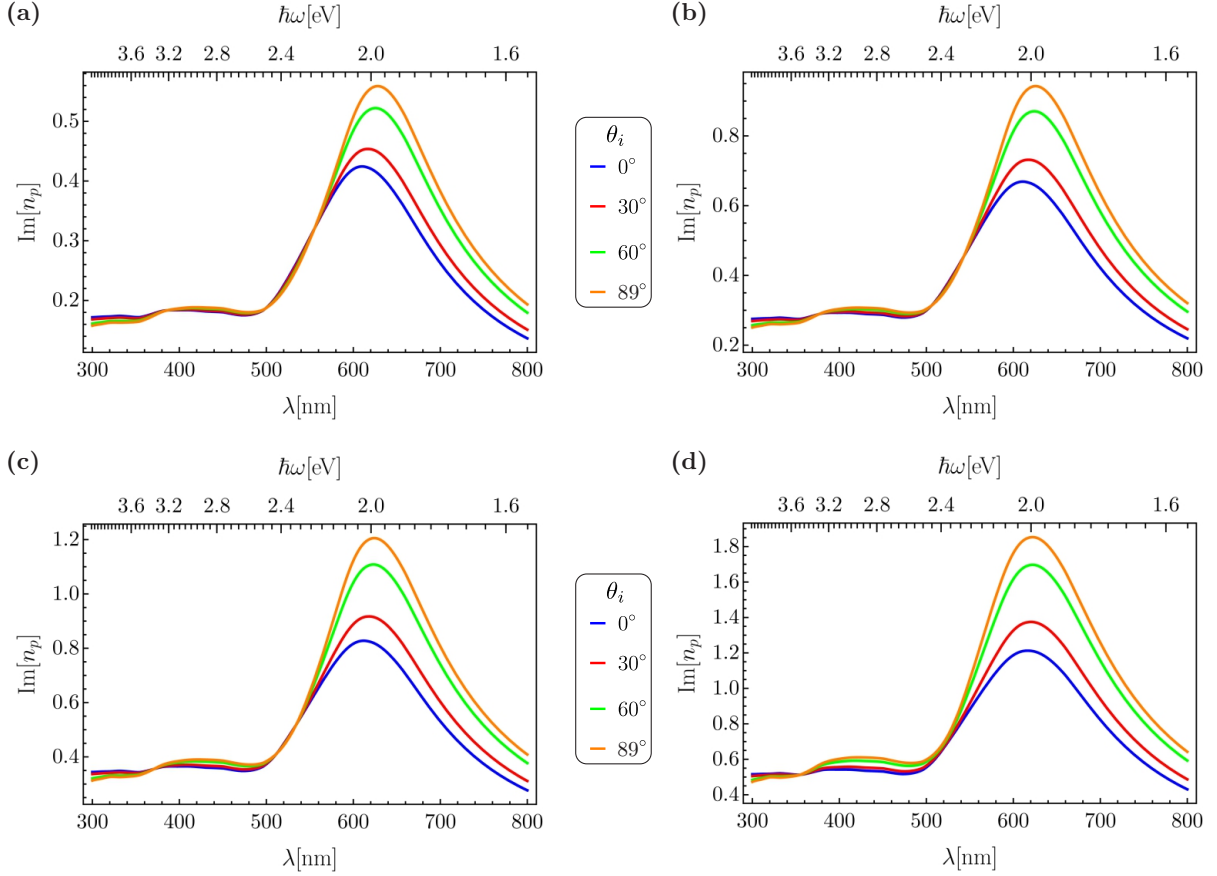 (a)
ħω[eV]
3.6 3.2 2.8 2.4 2.0 1.6
Im[n_p]
0.5
0.4
0.3
0.2
300 400 500 600 700 800
λ[nm]
(b)
ħω[eV]
3.6 3.2 2.8 2.4 2.0 1.6
Im[n_p]
0.8
0.6
0.4
0.2
300 400 500 600 700 800
λ[nm]
θ_i
0°
30°
60°
89°
(c)
ħω[eV]
3.6 3.2 2.8 2.4 2.0 1.6
Im[n_p]
1.2
1.0
0.8
0.6
0.4
300 400 500 600 700 800
λ[nm]
(d)
ħω[eV]
3.6 3.2 2.8 2.4 2.0 1.6
Im[n_p]
1.8
1.6
1.4
1.2
1.0
0.8
0.6
0.4
300 400 500 600 700 800
λ[nm]
θ_i
0°
30°
60°
89°